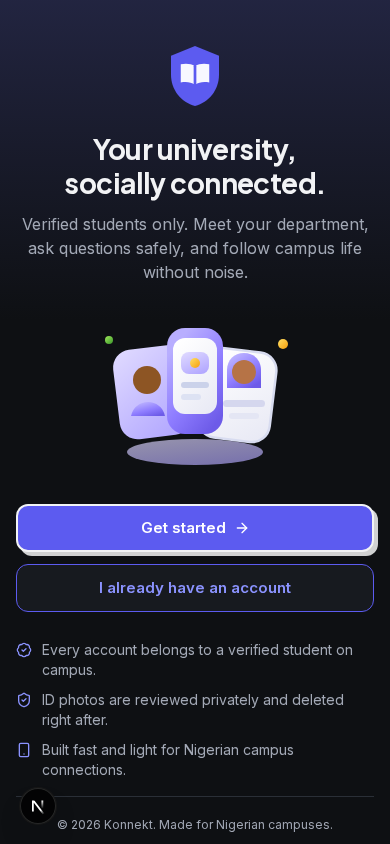 Your university,
socially connected.
Verified students only. Meet your department,
ask questions safely, and follow campus life
without noise.
Get started →
I already have an account
Every account belongs to a verified student on
campus.
ID photos are reviewed privately and deleted
right after.
Built fast and light for Nigerian campus
connections.
N
© 2026 Konnekt. Made for Nigerian campuses.